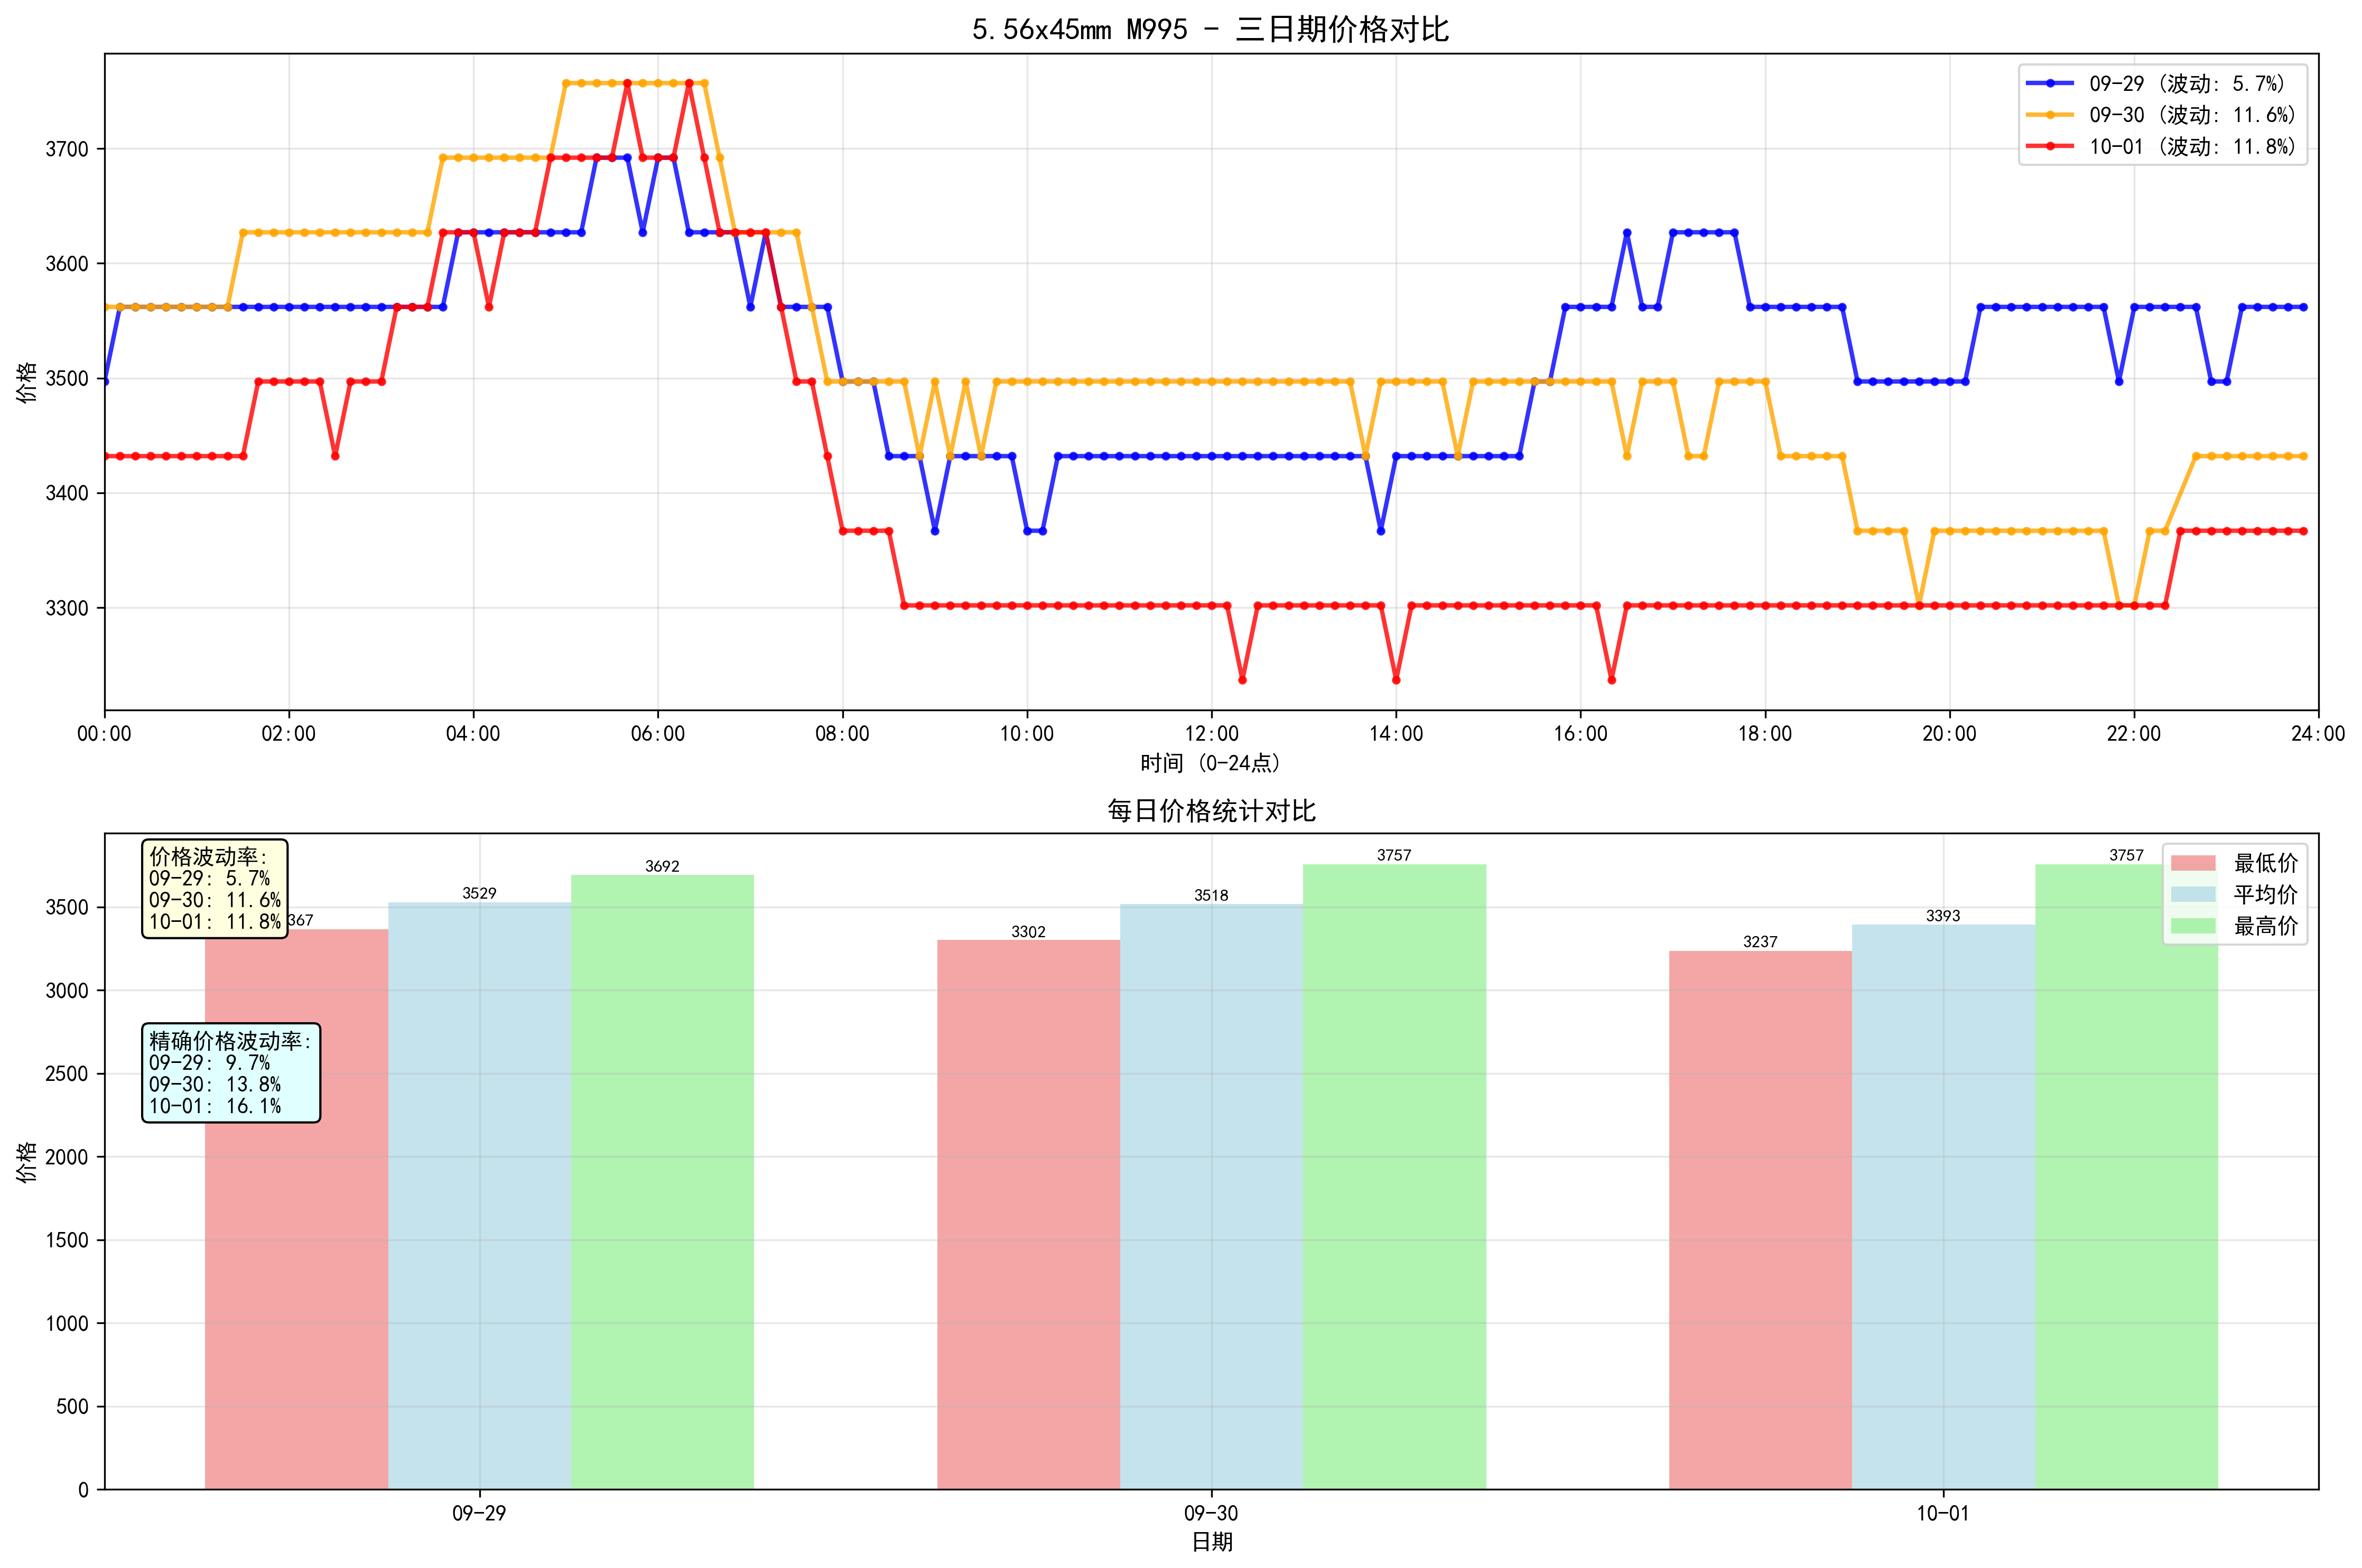 5.56x45mm M995 - 三日期价格对比
09-29 (波动: 5.7%)
09-30 (波动: 11.6%)
10-01 (波动: 11.8%)
价格
3700
3600
3500
3400
3300
00:00 02:00 04:00 06:00 08:00 10:00 12:00 14:00 16:00 18:00 20:00 22:00 24:00
时间 (0-24点)
每日价格统计对比
价格波动率:
09-29: 5.7%
09-30: 11.6%
10-01: 11.8%
精确价格波动率:
09-29: 9.7%
09-30: 13.8%
10-01: 16.1%
367 3529 3692
3302 3518 3757
3237 3393 3757
最低价
平均价
最高价
价格
3500
3000
2500
2000
1500
1000
500
0
09-29 09-30 10-01
日期